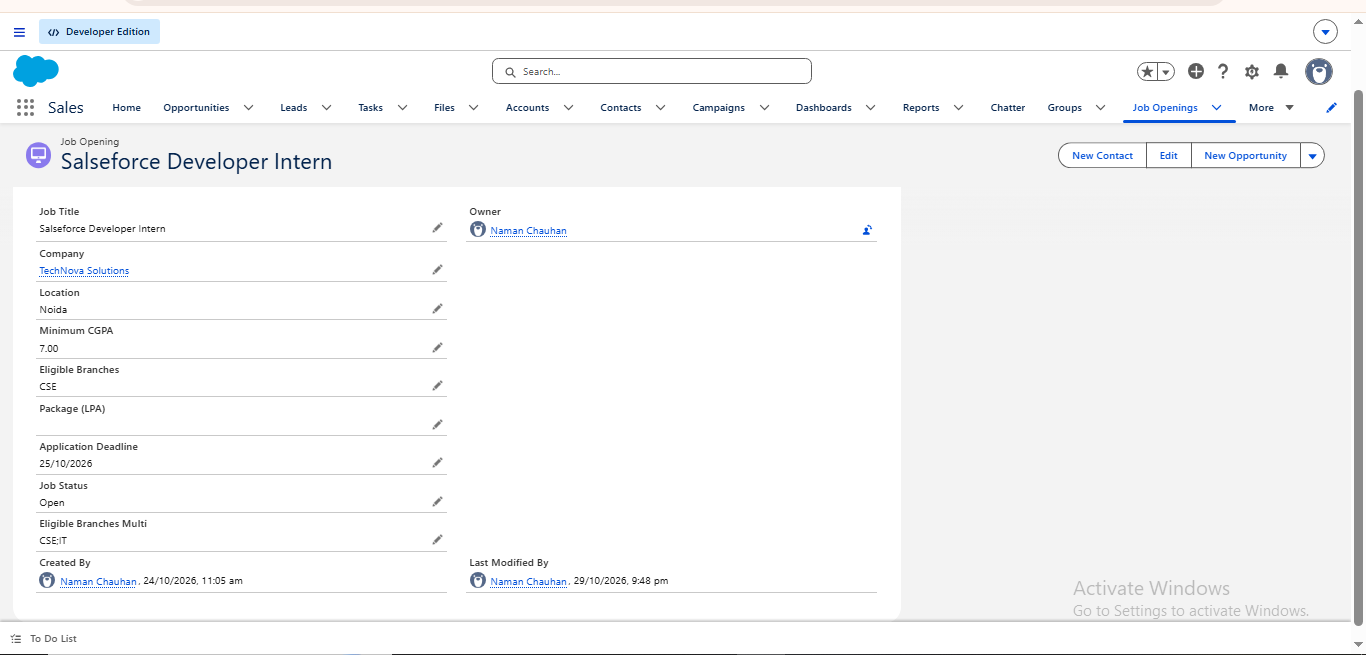 Developer Edition
Search...
Sales
Home
Opportunities
Leads
Tasks
Files
Accounts
Contacts
Campaigns
Dashboards
Reports
Chatter
Groups
Job Openings
More
Job Opening
Salseforce Developer Intern
New Contact
Edit
New Opportunity
Job Title
Salseforce Developer Intern
Owner
Naman Chauhan
Company
TechNova Solutions
Location
Noida
Minimum CGPA
7.00
Eligible Branches
CSE
Package (LPA)
Application Deadline
25/10/2026
Job Status
Open
Eligible Branches Multi
CSE;IT
Created By
Naman Chauhan, 24/10/2026, 11:05 am
Last Modified By
Naman Chauhan, 29/10/2026, 9:48 pm
Activate Windows
Go to Settings to activate Windows.
To Do List